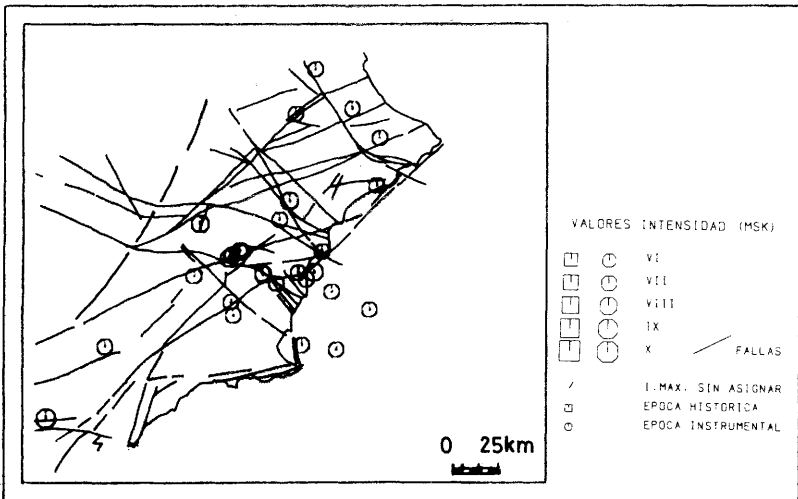 VALORES INTENSIDAD (MSK)
VI
VII
VIII
IX
X
FALLAS
I.MAX. SIN ASIGNAR
EPOCA HISTORICA
EPOCA INSTRUMENTAL
0 25km